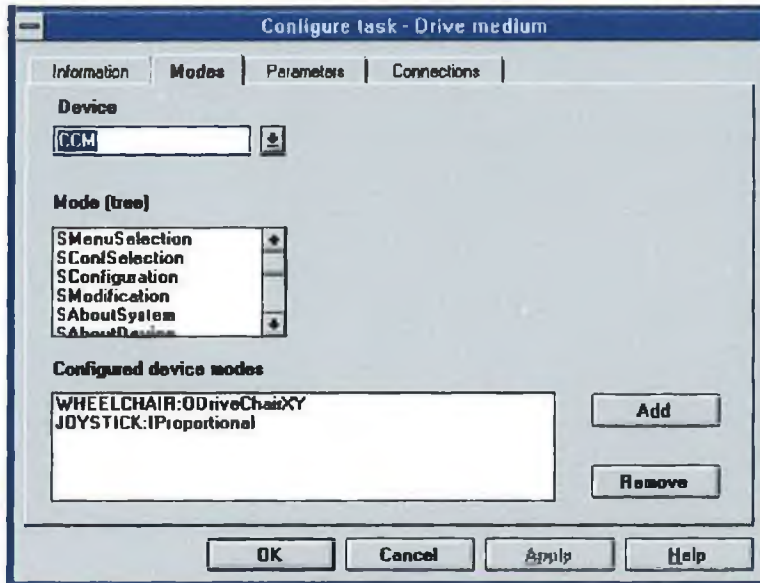 Configure task - Drive medium
Information Modes Parameters Connections
Device
CCM
Mode (tree)
SMenuSelection
SConfSelection
SConfiguration
SModification
SAboutSystem
SAboutDevice
Configured device modes
WHEELCHAIR:ODriveChairXY
JOYSTICK:IProportional
Add
Remove
OK Cancel Apply Help